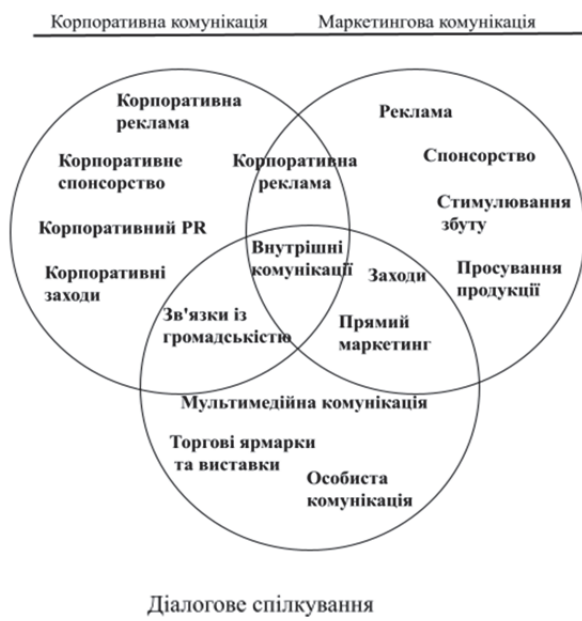 Корпоративна комунікація
Маркетингова комунікація
Корпоративна
реклама
Корпоративне
спонсорство
Корпоративний PR
Корпоративні
заходи
Корпоративна
реклама
Реклама
Спонсорство
Стимулювання
збуту
Просування
продукції
Внутрішні
комунікації
Заходи
Прямий
маркетинг
Зв'язки із
громадськістю
Мультимедійна комунікація
Торгові ярмарки
та виставки
Особиста
комунікація
Діалогове спілкування